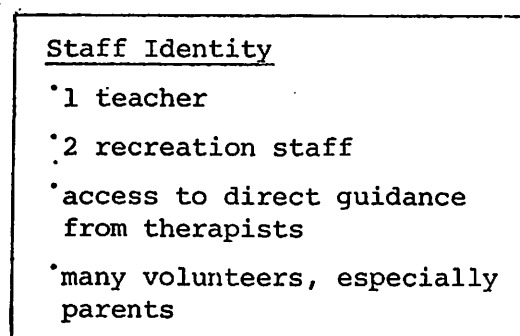 Staff Identity
·1 teacher
·2 recreation staff
·access to direct guidance
from therapists
·many volunteers, especially
parents